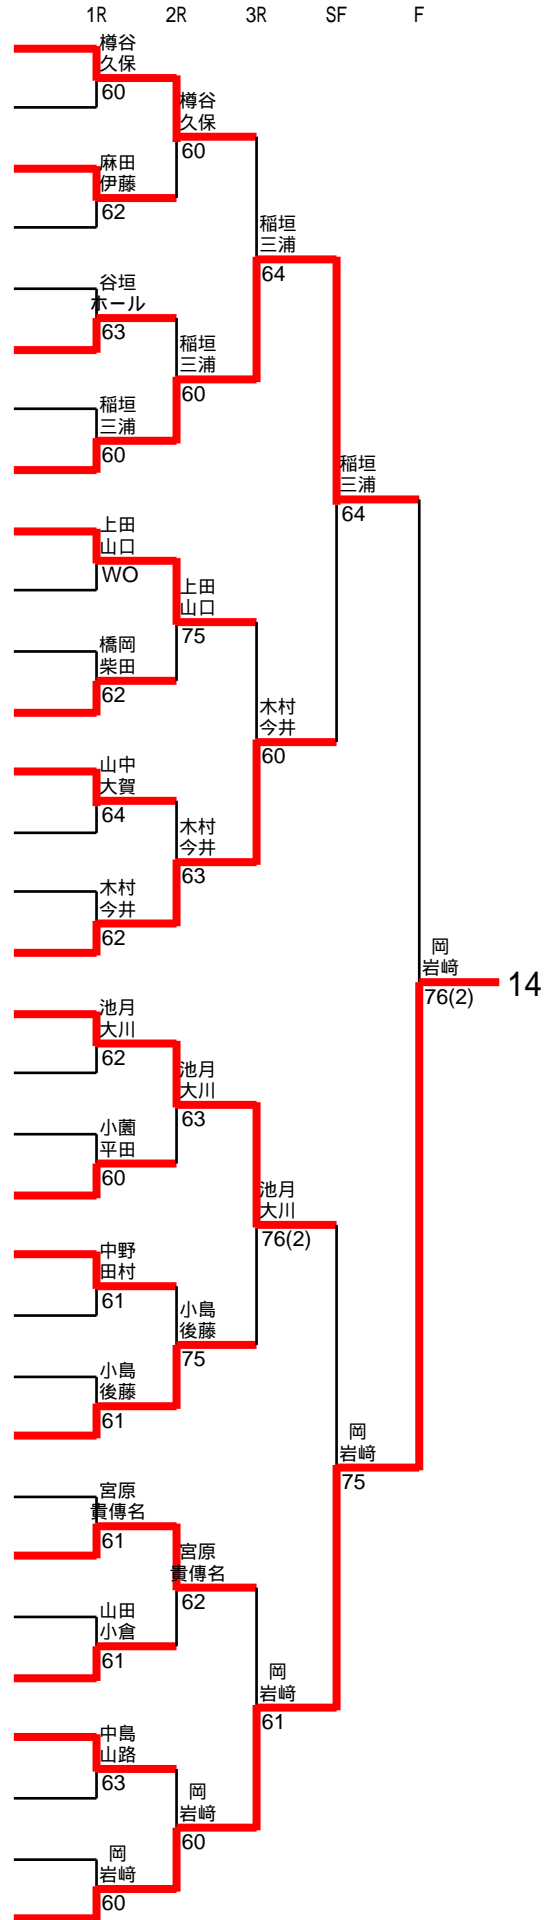 1R 2R 3R SF F
樽谷
久保
60
樽谷
久保
60
麻田
伊藤
62
稲垣
三浦
64
谷垣
ホール
63
稲垣
三浦
60
稲垣
三浦
60
稲垣
三浦
64
上田
山口
WO
上田
山口
75
橋岡
柴田
62
木村
今井
60
山中
大賀
64
木村
今井
63
木村
今井
62
岡
岩﨑
76(2)
14
池月
大川
62
池月
大川
63
小薗
平田
60
池月
大川
76(2)
中野
田村
61
小島
後藤
75
小島
後藤
61
岡
岩﨑
75
宮原
貴傳名
61
宮原
貴傳名
62
山田
小倉
61
岡
岩﨑
61
中島
山路
63
岡
岩﨑
60
岡
岩﨑
60